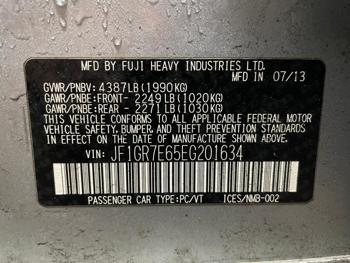 MFD BY FUJI HEAVY INDUSTRIES LTD.
MFD IN 07/13
GVWR/PNBV: 4387LB(1990KG)
GAWR/PNBE:FRONT- 2249LB(1020KG)
GAWR/PNBE:REAR - 2271LB(1030KG)
THIS VEHICLE CONFORMS TO ALL APPLICABLE FEDERAL MOTOR
VEHICLE SAFETY, BUMPER, AND THEFT PREVENTION STANDARDS
IN EFFECT ON THE DATE OF MANUFACTURE SHOWN ABOVE.
VIN: JF1GR7E65EG201634
PASSENGER CAR TYPE:PC/VT ICES/NMB-002